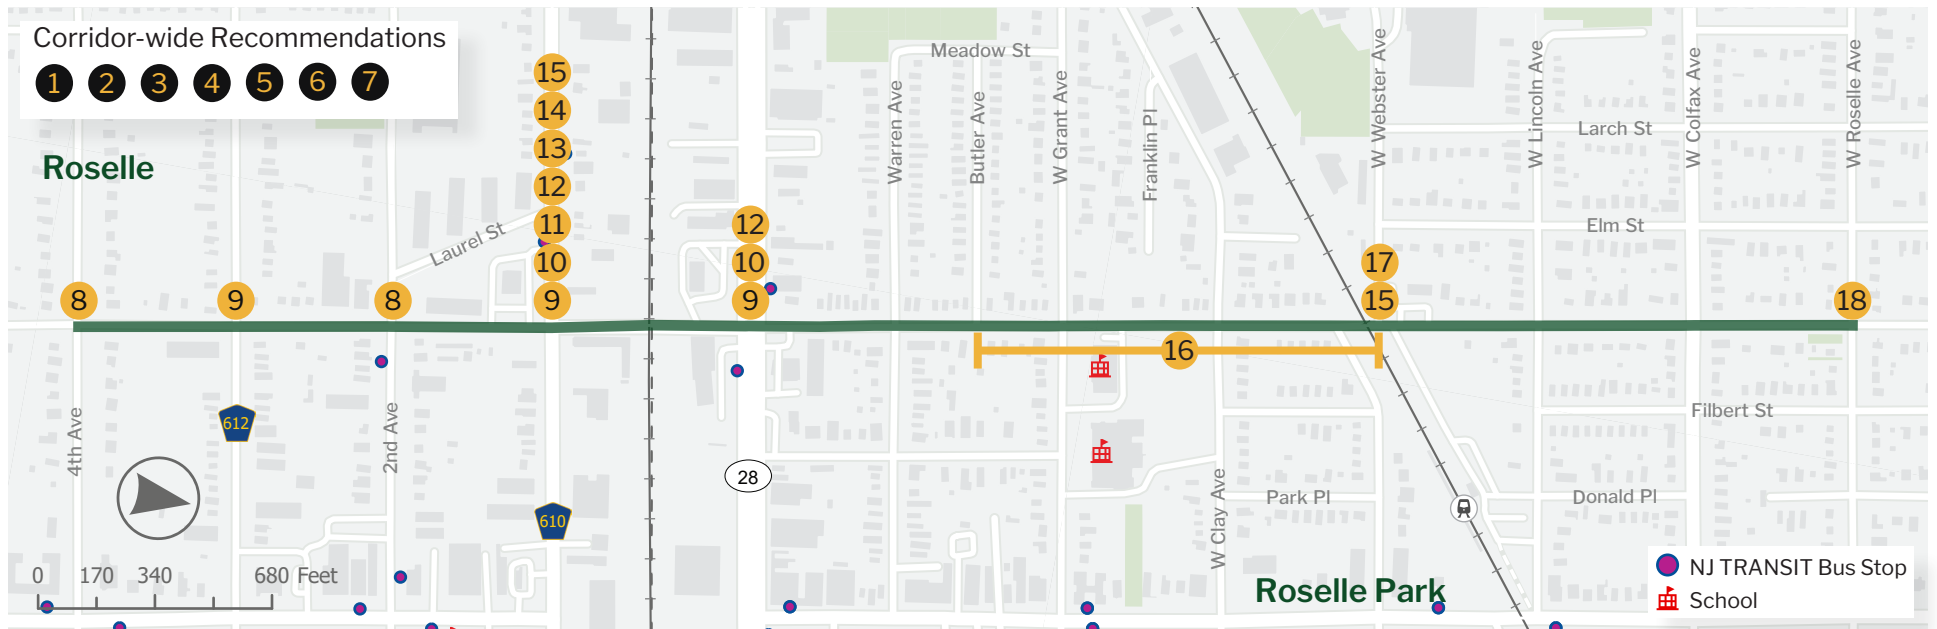 Corridor-wide Recommendations
1 2 3 4 5 6 7
Roselle
Roselle Park
15
14
13
12
11
10
9
12
10
9
8
9
8
17
15
18
16
Meadow St
Warren Ave
Butler Ave
W Grant Ave
Franklin Pl
W Webster Ave
W Lincoln Ave
W Colfax Ave
W Roselle Ave
Larch St
Elm St
Laurel St
4th Ave
612
2nd Ave
610
28
W Clay Ave
Park Pl
Donald Pl
Filbert St
0 170 340 680 Feet
NJ TRANSIT Bus Stop
School